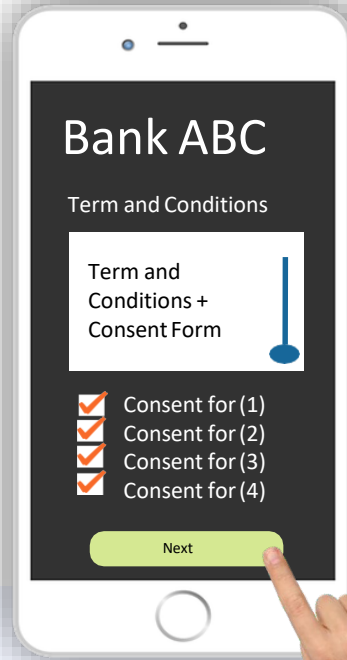 Bank ABC
Term and Conditions
Term and
Conditions +
Consent Form
Consent for (1)
Consent for (2)
Consent for (3)
Consent for (4)
Next